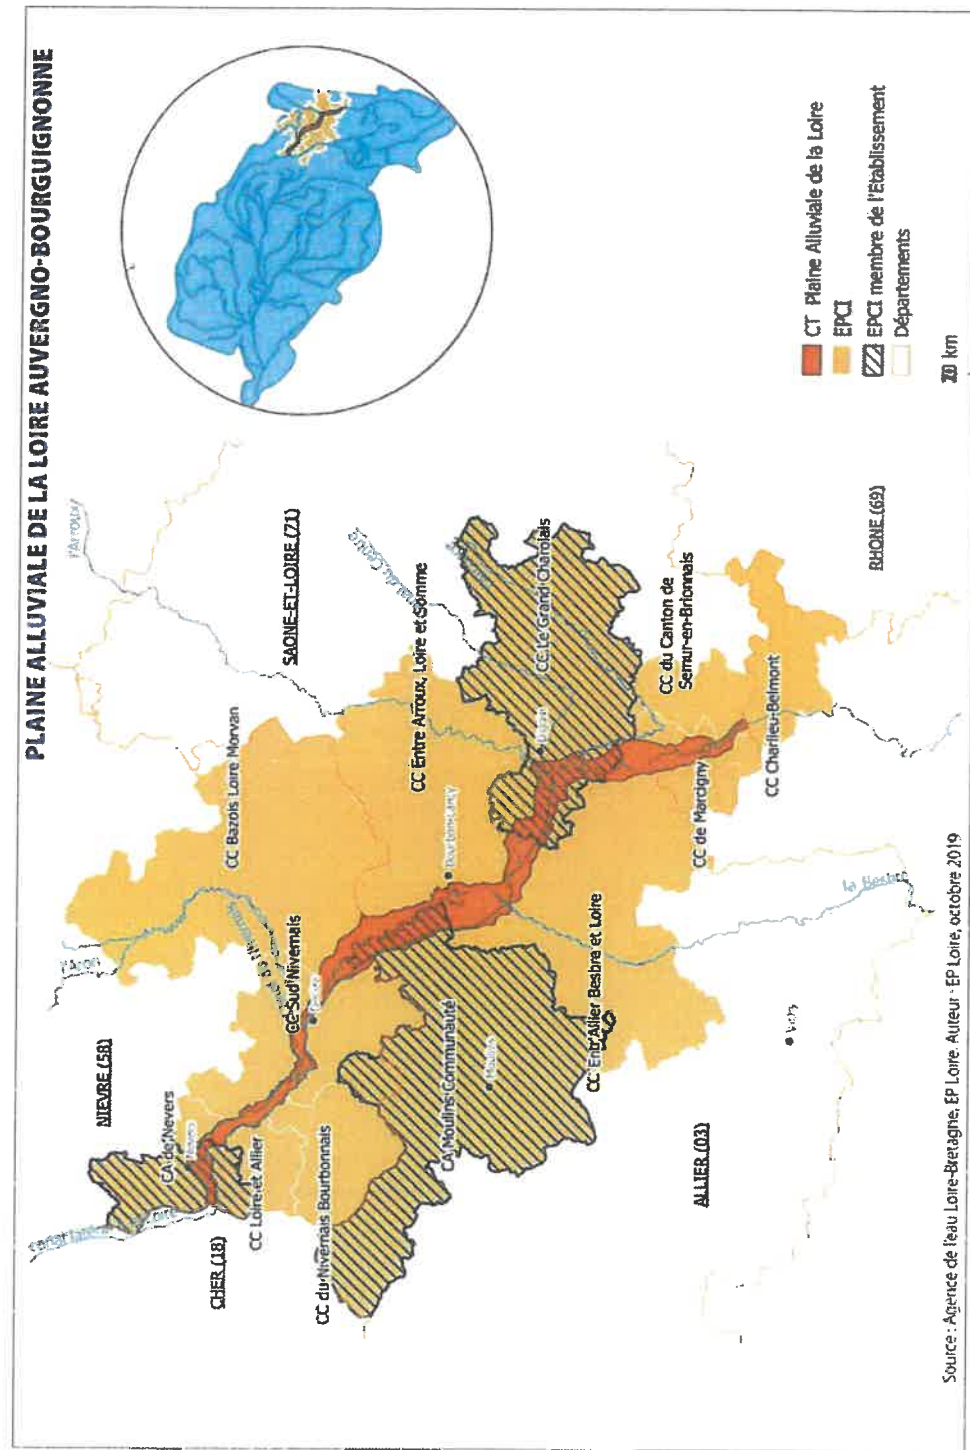 PLAINE ALLUVIALE DE LA LOIRE AUVERGNO-BOURGUIGNONNE
NIEVRE (58)
l'Aron
CC Bazois Loire Morvan
l'Arroux
SAONE-ET-LOIRE (71)
CA de Nevers
Nevers
CHER (18)
CC Loire et Allier
CC Sud Nivernais
Decize
CC du Nivernais Bourbonnais
CC Entre Arroux, Loire et Somme
Bourbon-Lancy
CA Moulins Communauté
Moulins
Digoin
CC Le Grand Charolais
CC Entr'Allier Besbre et Loire
CC du Canton de
Semur-en-Brionnais
CC de Marcigny
CC Charlieu-Belmont
ALLIER (03)
Vichy
la Besbre
RHONE (69)
CT Plaine Alluviale de la Loire
EPCI
EPCI membre de l'Etablissement
Départements
km
Source : Agence de l'eau Loire-Bretagne, EP Loire. Auteur - EP Loire, octobre 2019